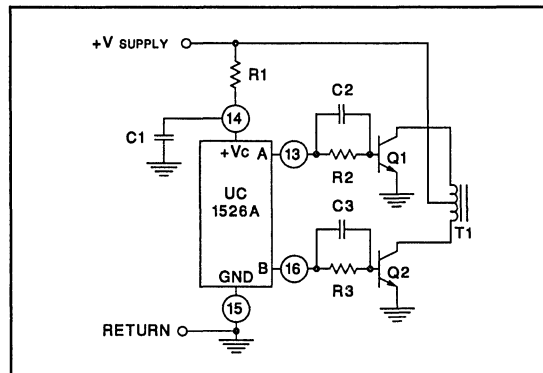 +V SUPPLY
R1
C2
14
C1
+VC A
13
R2
Q1
UC
1526A
C3
T1
B
16
R3
Q2
GND
15
RETURN